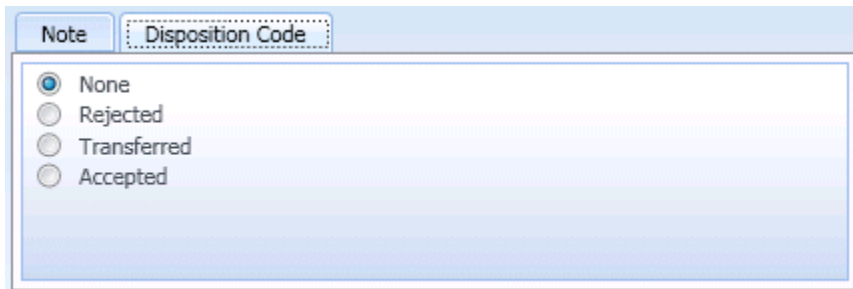 Note Disposition Code
None
Rejected
Transferred
Accepted